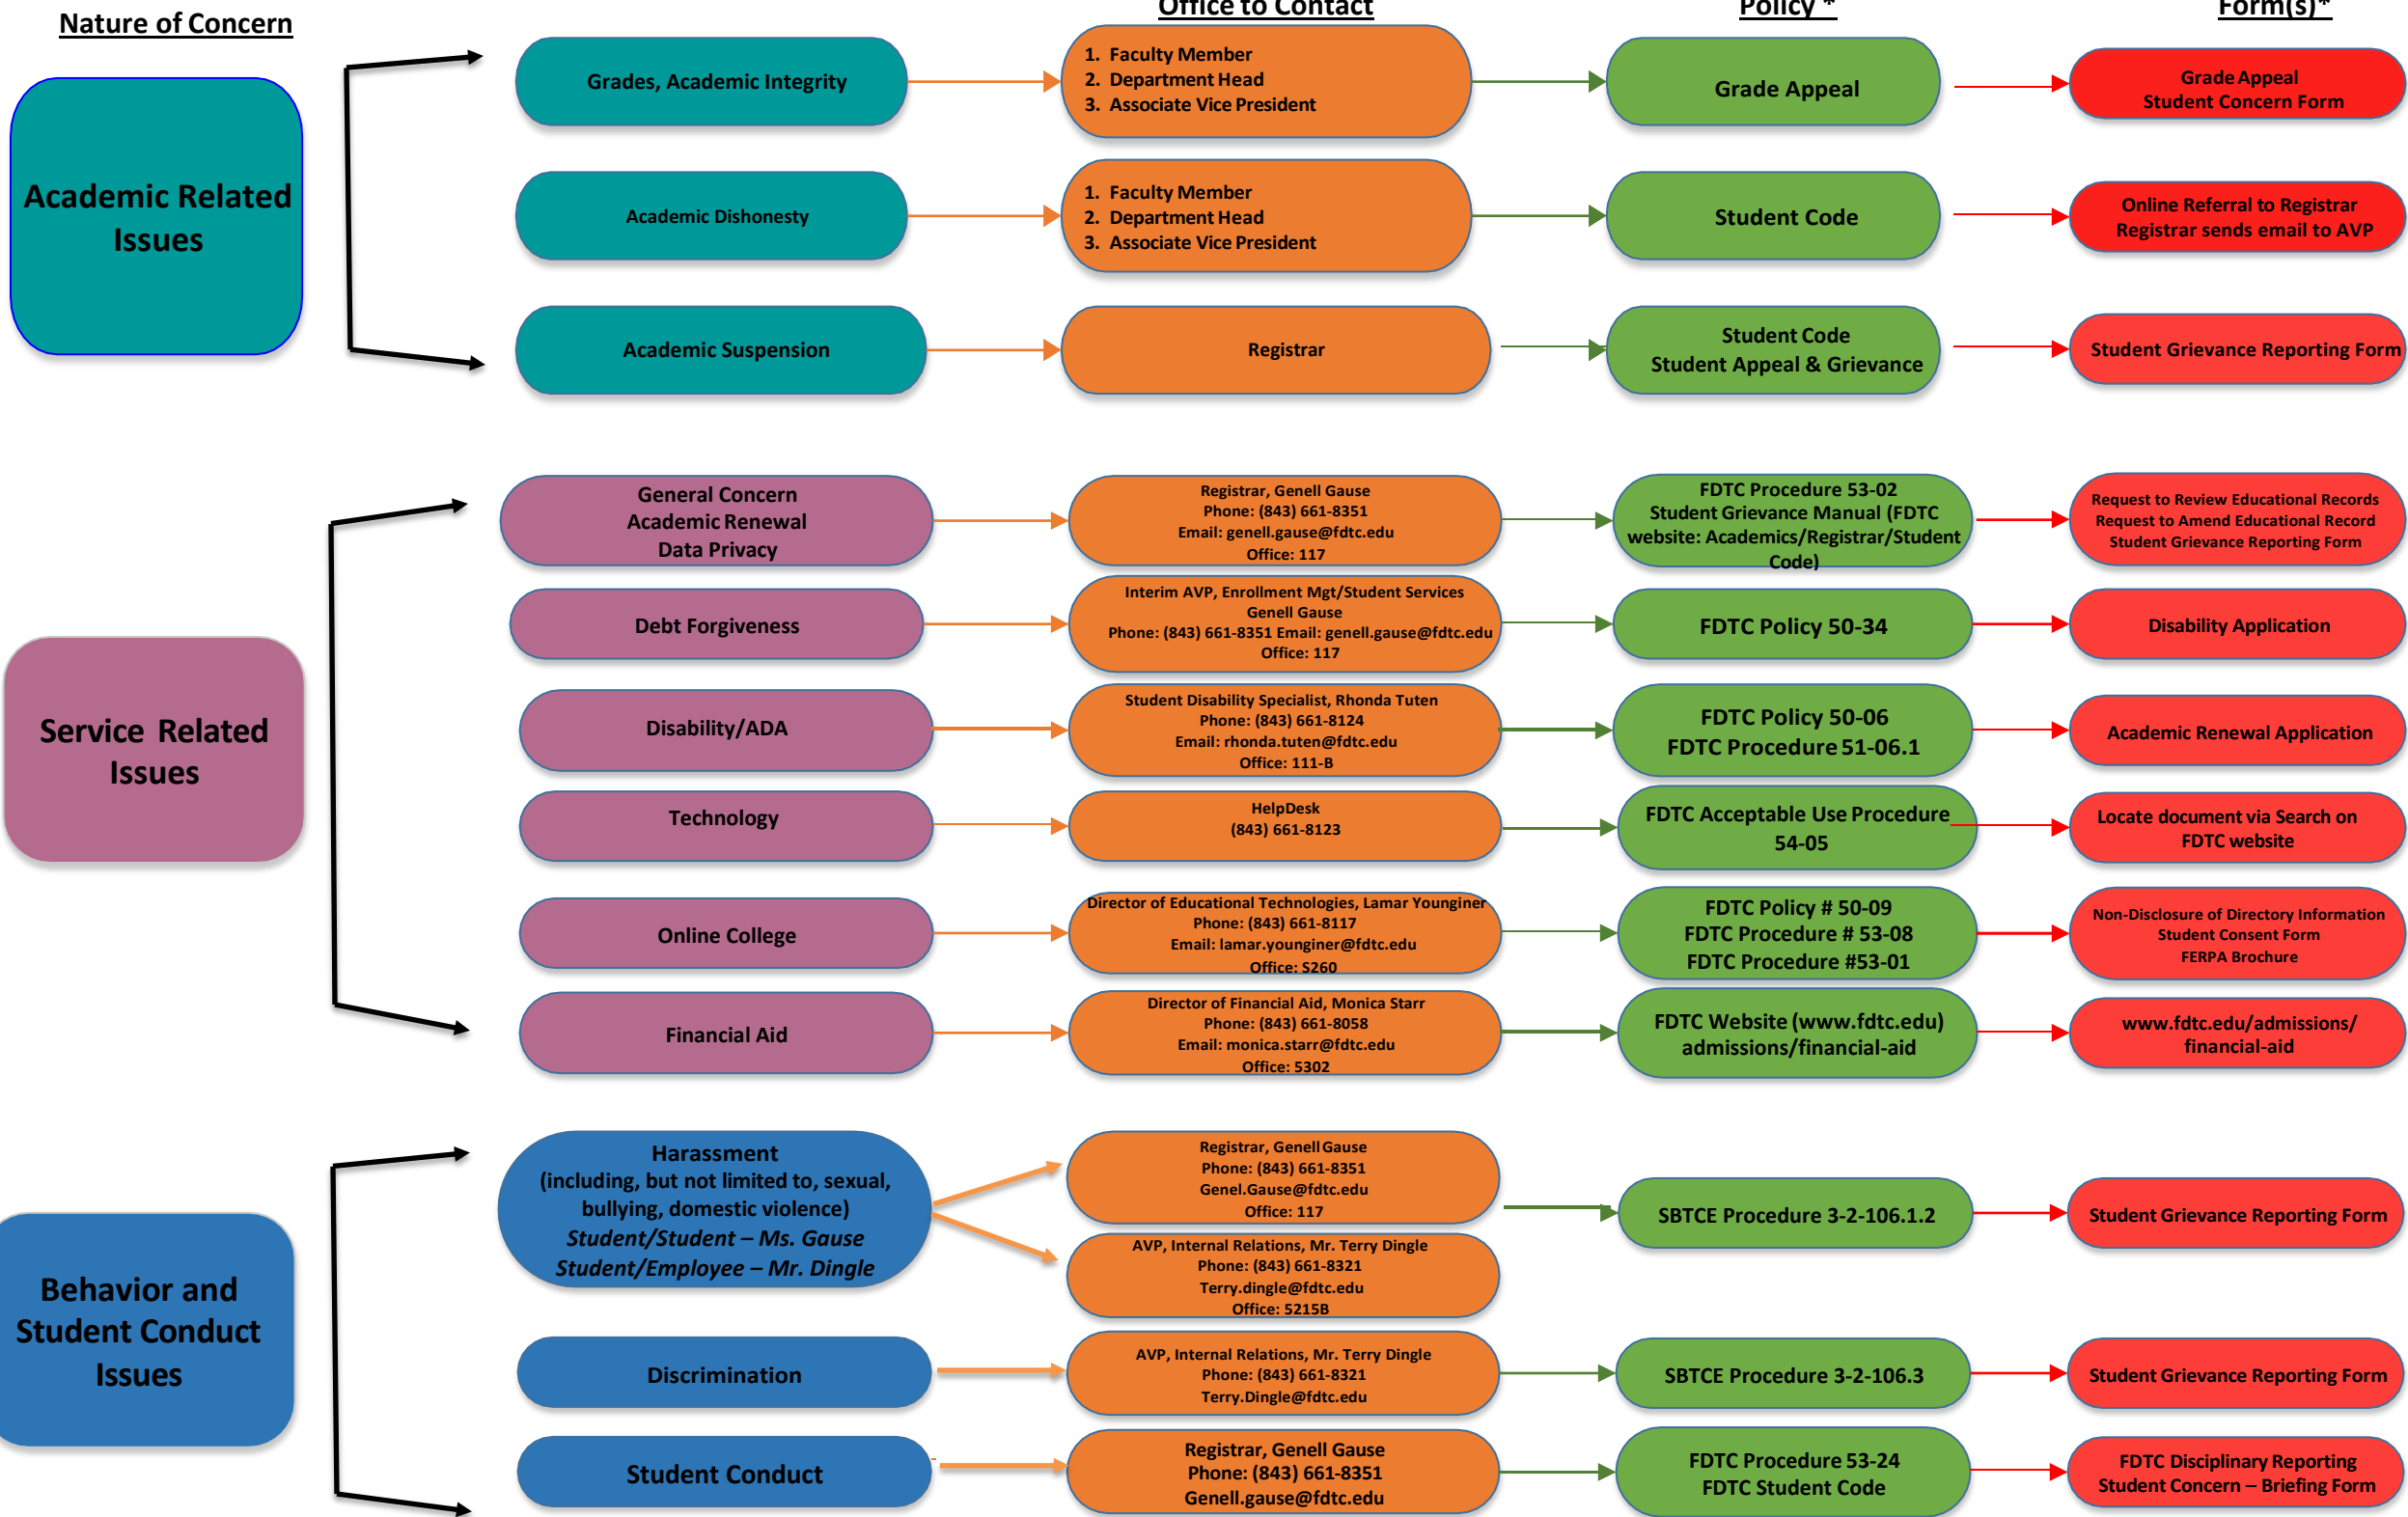 Nature of Concern
Office to Contact
Policy *
Form(s)*
Academic Related
Issues
Grades, Academic Integrity
1. Faculty Member
2. Department Head
3. Associate Vice President
Grade Appeal
Grade Appeal
Student Concern Form
Academic Dishonesty
1. Faculty Member
2. Department Head
3. Associate Vice President
Student Code
Online Referral to Registrar
Registrar sends email to AVP
Academic Suspension
Registrar
Student Code
Student Appeal & Grievance
Student Grievance Reporting Form
Service Related
Issues
General Concern
Academic Renewal
Data Privacy
Registrar, Genell Gause
Phone: (843) 661-8351
Email: genell.gause@fdtc.edu
Office: 117
FDTC Procedure 53-02
Student Grievance Manual (FDTC
website: Academics/Registrar/Student
Code)
Request to Review Educational Records
Request to Amend Educational Record
Student Grievance Reporting Form
Debt Forgiveness
Interim AVP, Enrollment Mgt/Student Services
Genell Gause
Phone: (843) 661-8351 Email: genell.gause@fdtc.edu
Office: 117
FDTC Policy 50-34
Disability Application
Disability/ADA
Student Disability Specialist, Rhonda Tuten
Phone: (843) 661-8124
Email: rhonda.tuten@fdtc.edu
Office: 111-B
FDTC Policy 50-06
FDTC Procedure 51-06.1
Academic Renewal Application
Technology
HelpDesk
(843) 661-8123
FDTC Acceptable Use Procedure
54-05
Locate document via Search on
FDTC website
Online College
Director of Educational Technologies, Lamar Younginer
Phone: (843) 661-8117
Email: lamar.younginer@fdtc.edu
Office: S260
FDTC Policy # 50-09
FDTC Procedure # 53-08
FDTC Procedure #53-01
Non-Disclosure of Directory Information
Student Consent Form
FERPA Brochure
Financial Aid
Director of Financial Aid, Monica Starr
Phone: (843) 661-8058
Email: monica.starr@fdtc.edu
Office: 5302
FDTC Website (www.fdtc.edu)
admissions/financial-aid
www.fdtc.edu/admissions/
financial-aid
Behavior and
Student Conduct
Issues
Harassment
(including, but not limited to, sexual,
bullying, domestic violence)
Student/Student – Ms. Gause
Student/Employee – Mr. Dingle
Registrar, Genell Gause
Phone: (843) 661-8351
Genel.Gause@fdtc.edu
Office: 117
AVP, Internal Relations, Mr. Terry Dingle
Phone: (843) 661-8321
Terry.dingle@fdtc.edu
Office: 5215B
SBTCE Procedure 3-2-106.1.2
Student Grievance Reporting Form
Discrimination
AVP, Internal Relations, Mr. Terry Dingle
Phone: (843) 661-8321
Terry.Dingle@fdtc.edu
SBTCE Procedure 3-2-106.3
Student Grievance Reporting Form
Student Conduct
Registrar, Genell Gause
Phone: (843) 661-8351
Genell.gause@fdtc.edu
FDTC Procedure 53-24
FDTC Student Code
FDTC Disciplinary Reporting
Student Concern – Briefing Form